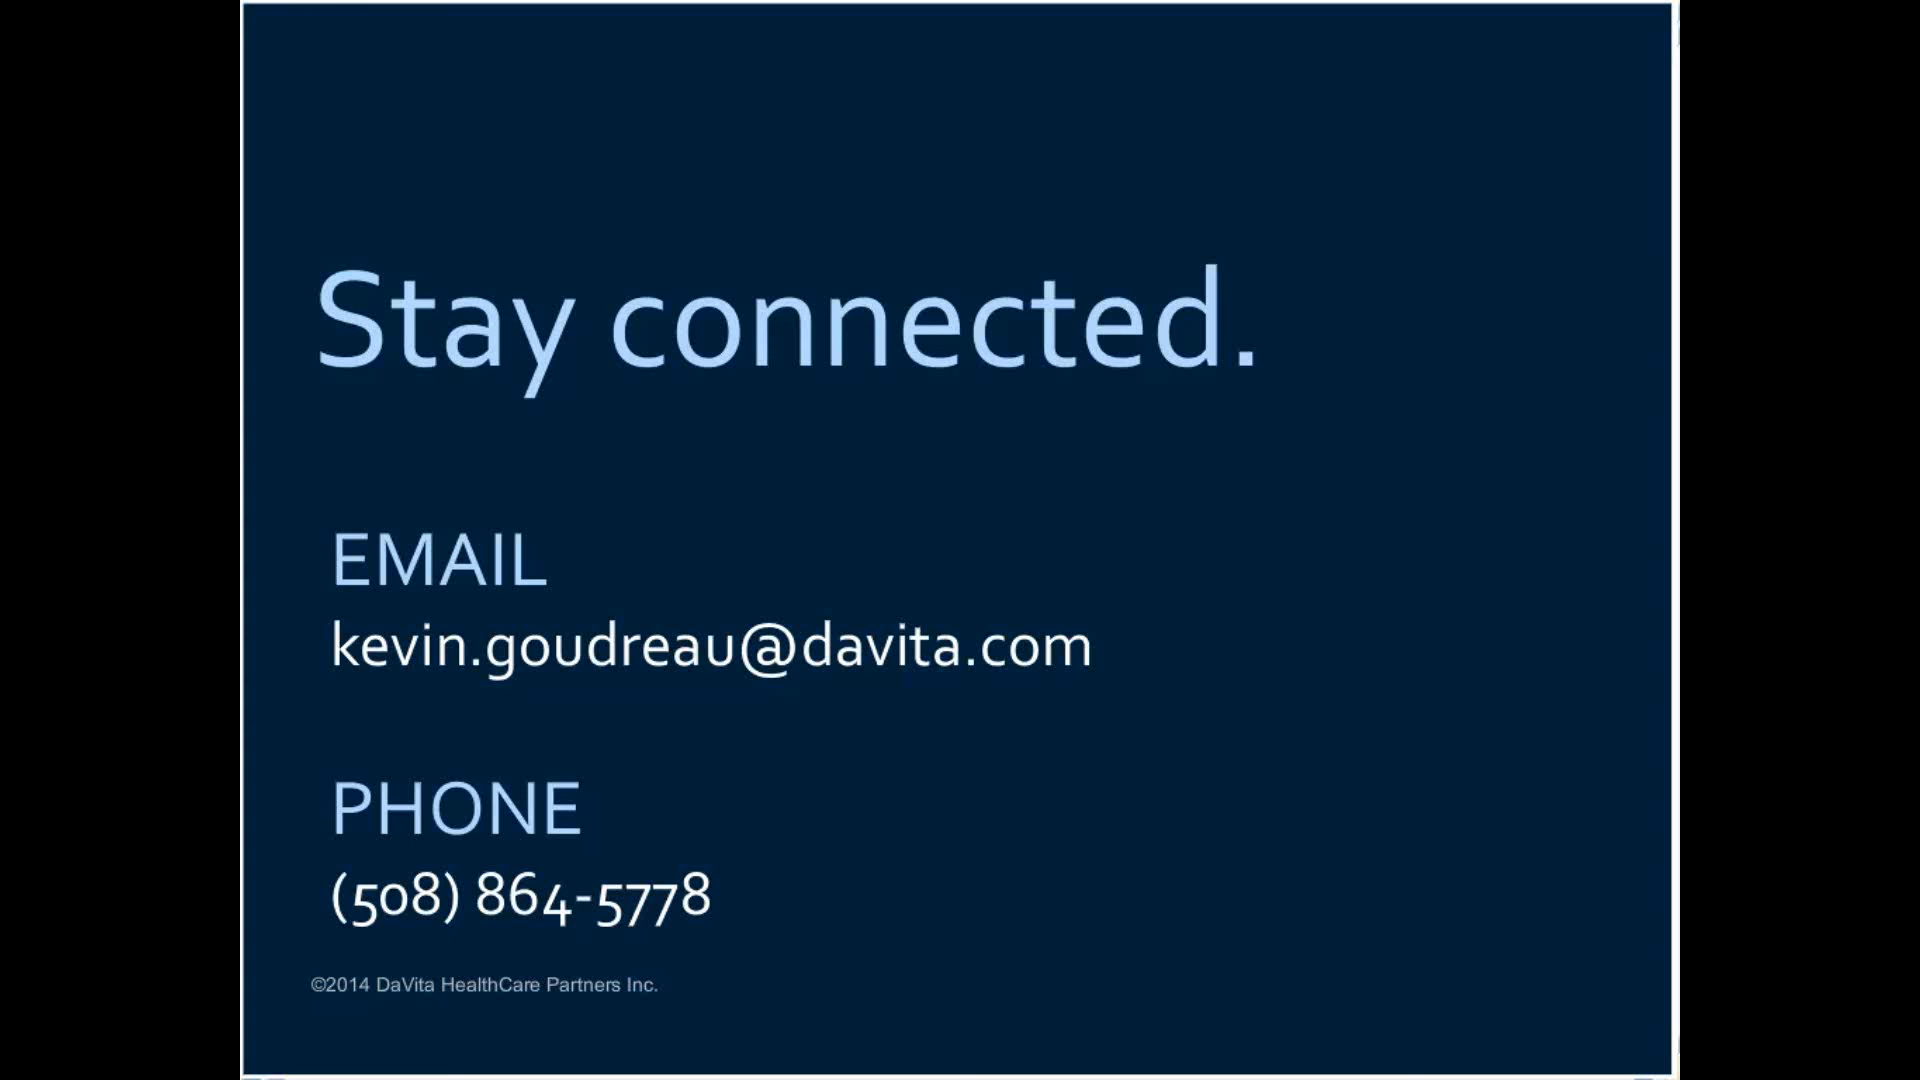 Stay connected.
EMAIL
kevin.goudreau@davita.com
PHONE
(508) 864-5778
©2014 DaVita HealthCare Partners Inc.